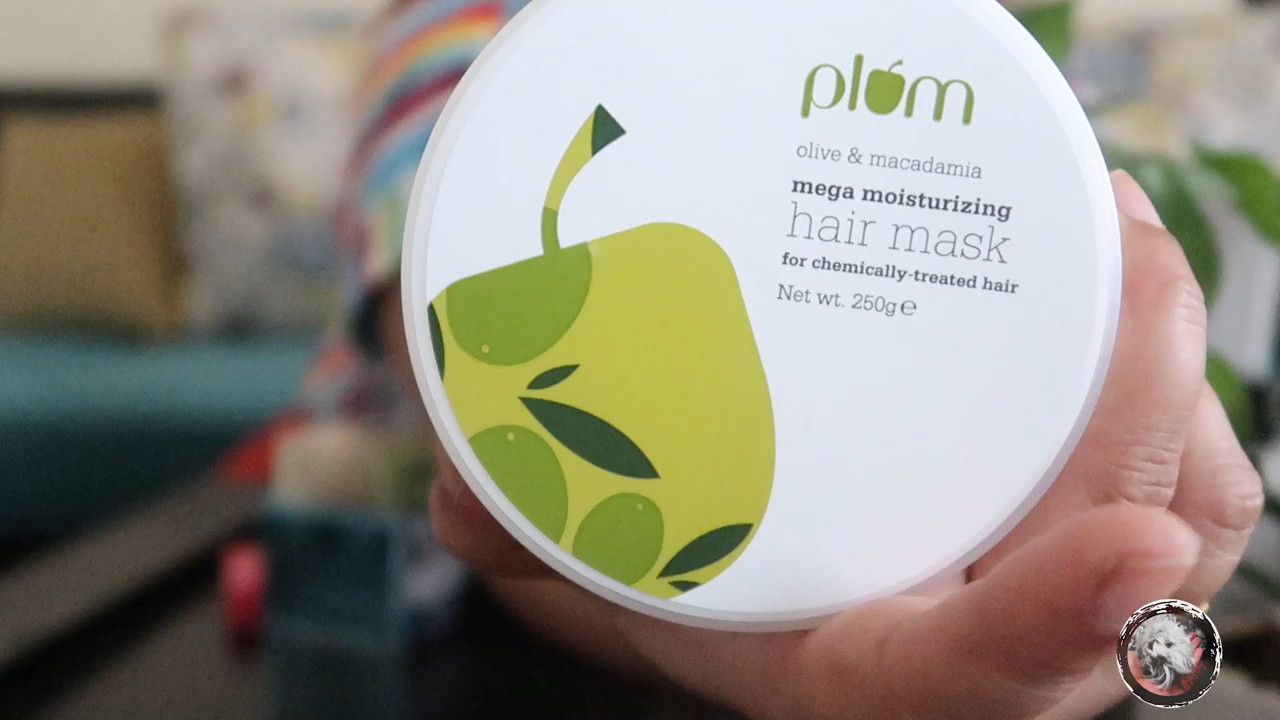 plum
olive & macadamia
mega moisturizing
hair mask
for chemically-treated hair
Net wt. 250g ℮